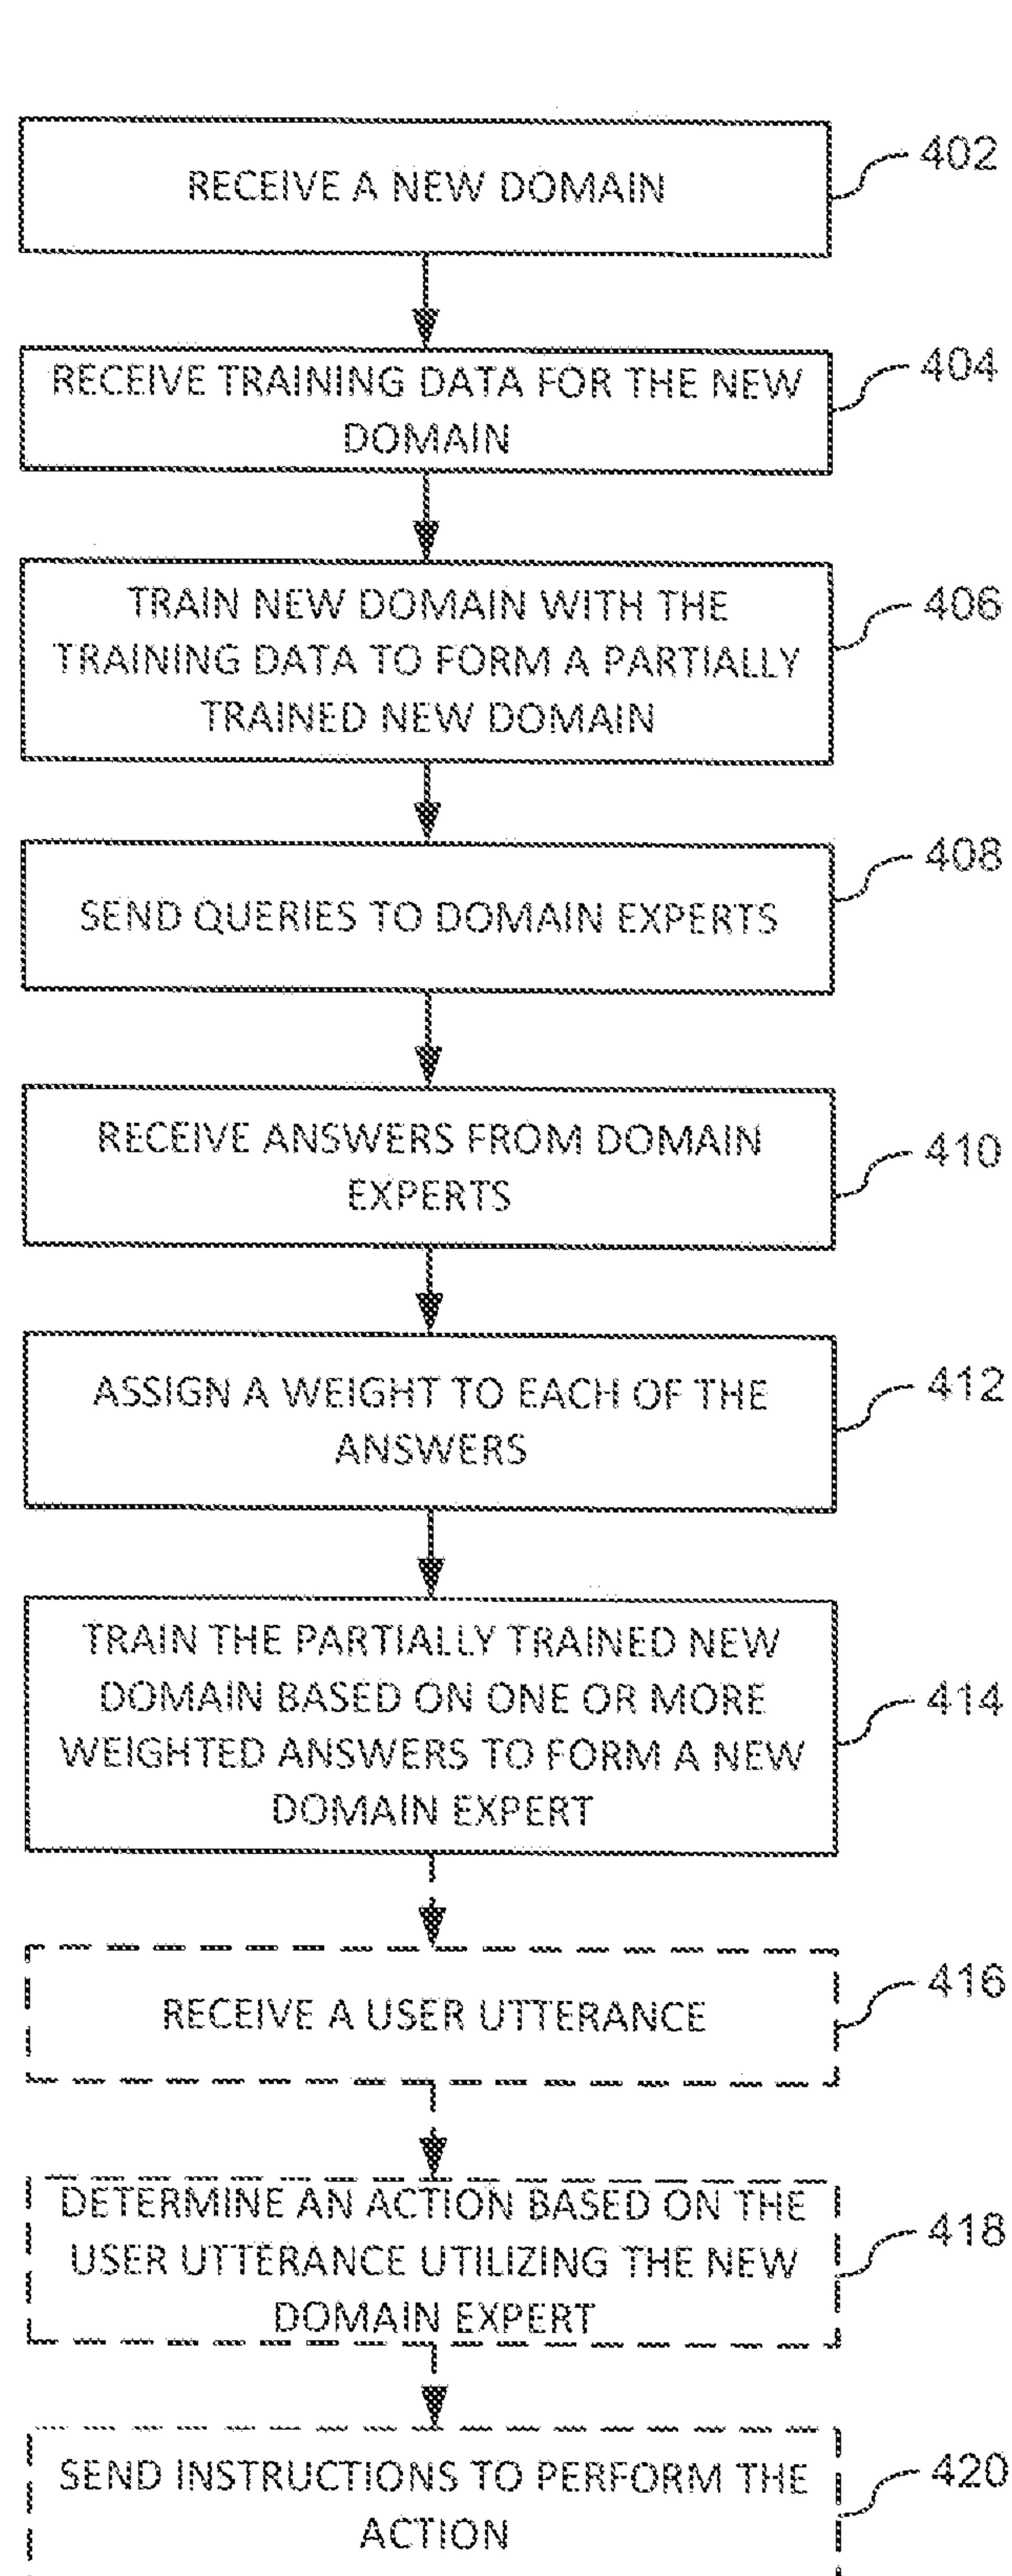 RECEIVE A NEW DOMAIN
402
RECEIVE TRAINING DATA FOR THE NEW
DOMAIN
404
TRAIN NEW DOMAIN WITH THE
TRAINING DATA TO FORM A PARTIALLY
TRAINED NEW DOMAIN
406
SEND QUERIES TO DOMAIN EXPERTS
408
RECEIVE ANSWERS FROM DOMAIN
EXPERTS
410
ASSIGN A WEIGHT TO EACH OF THE
ANSWERS
412
TRAIN THE PARTIALLY TRAINED NEW
DOMAIN BASED ON ONE OR MORE
WEIGHTED ANSWERS TO FORM A NEW
DOMAIN EXPERT
414
RECEIVE A USER UTTERANCE
416
DETERMINE AN ACTION BASED ON THE
USER UTTERANCE UTILIZING THE NEW
DOMAIN EXPERT
418
SEND INSTRUCTIONS TO PERFORM THE
ACTION
420